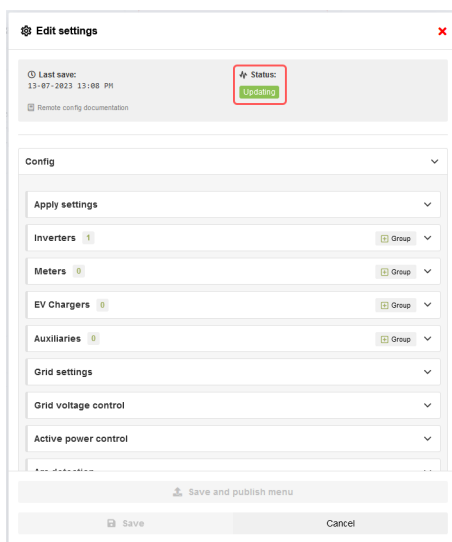 Edit settings
Last save:
13-07-2023 13:08 PM
Remote config documentation
Status:
Updating
Config
Apply settings
Inverters 1 Group
Meters 0 Group
EV Chargers 0 Group
Auxiliaries 0 Group
Grid settings
Grid voltage control
Active power control
Arc detection
Save and publish menu
Save Cancel